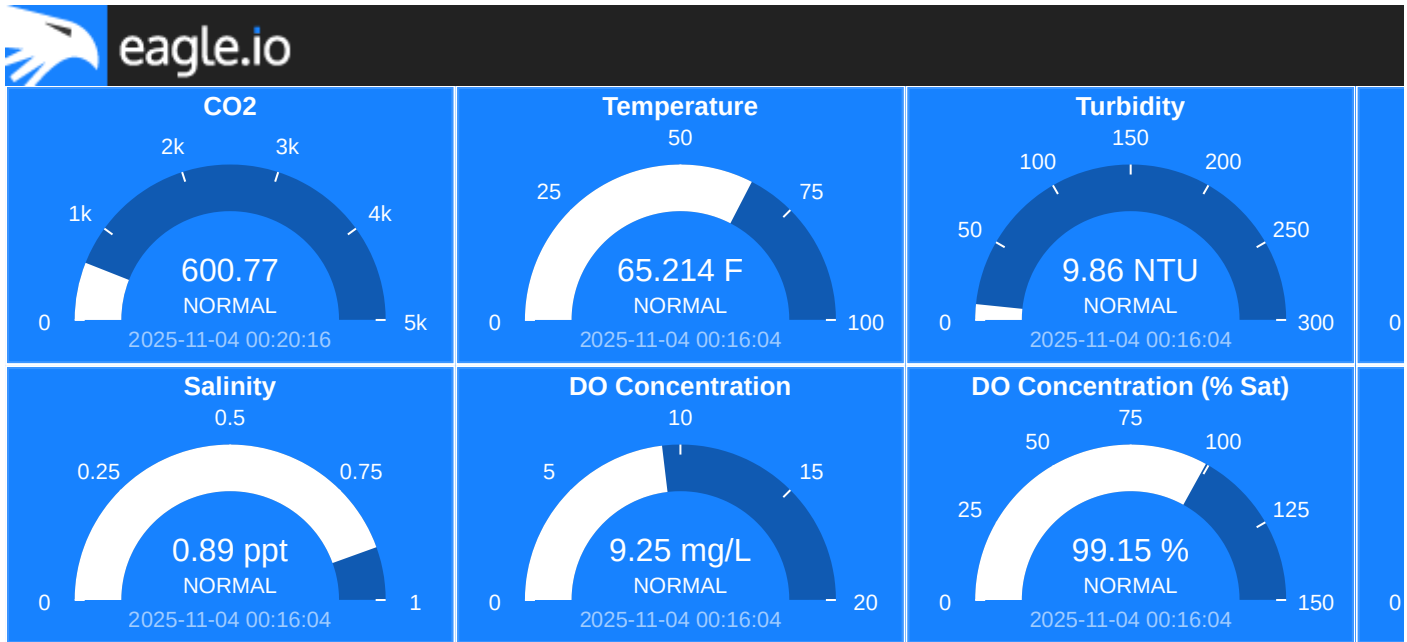 eagle.io
CO2
2k 3k
1k 4k
600.77
NORMAL
0 5k
2025-11-04 00:20:16
Temperature
50
25 75
65.214 F
NORMAL
0 100
2025-11-04 00:16:04
Turbidity
150
100 200
50 250
9.86 NTU
NORMAL
0 300
2025-11-04 00:16:04
0
Salinity
0.5
0.25 0.75
0.89 ppt
NORMAL
0 1
2025-11-04 00:16:04
DO Concentration
10
5 15
9.25 mg/L
NORMAL
0 20
2025-11-04 00:16:04
DO Concentration (% Sat)
75
50 100
25 125
99.15 %
NORMAL
0 150
2025-11-04 00:16:04
0